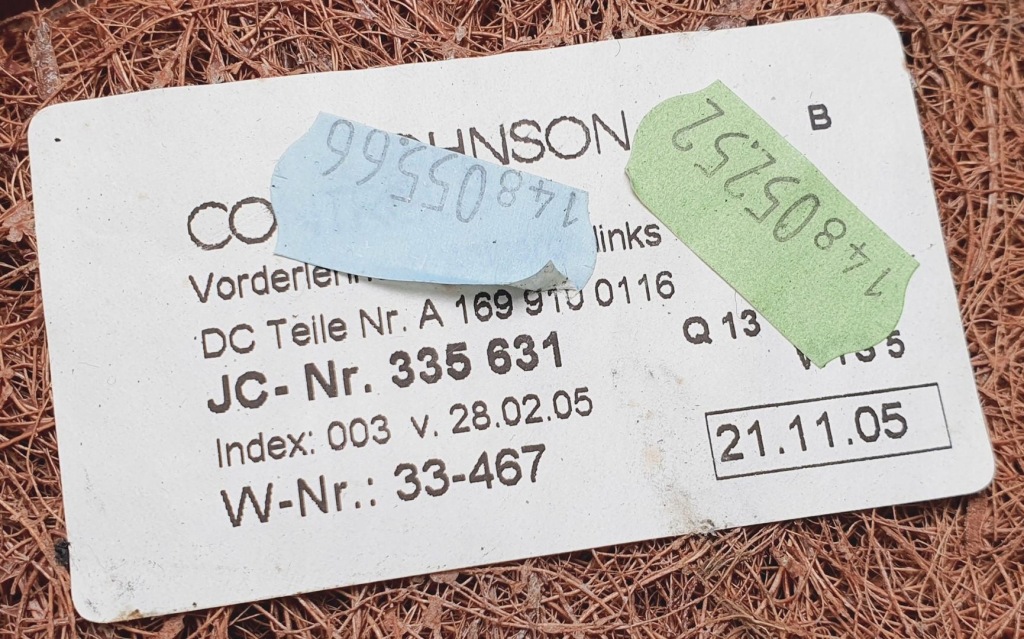 HNSON
B
14805566
14805252
CO
links
DC Teile Nr. A 169 910 0116
JC- Nr. 335 631
Q 13
Index: 003 v. 28.02.05
21.11.05
W-Nr.: 33-467